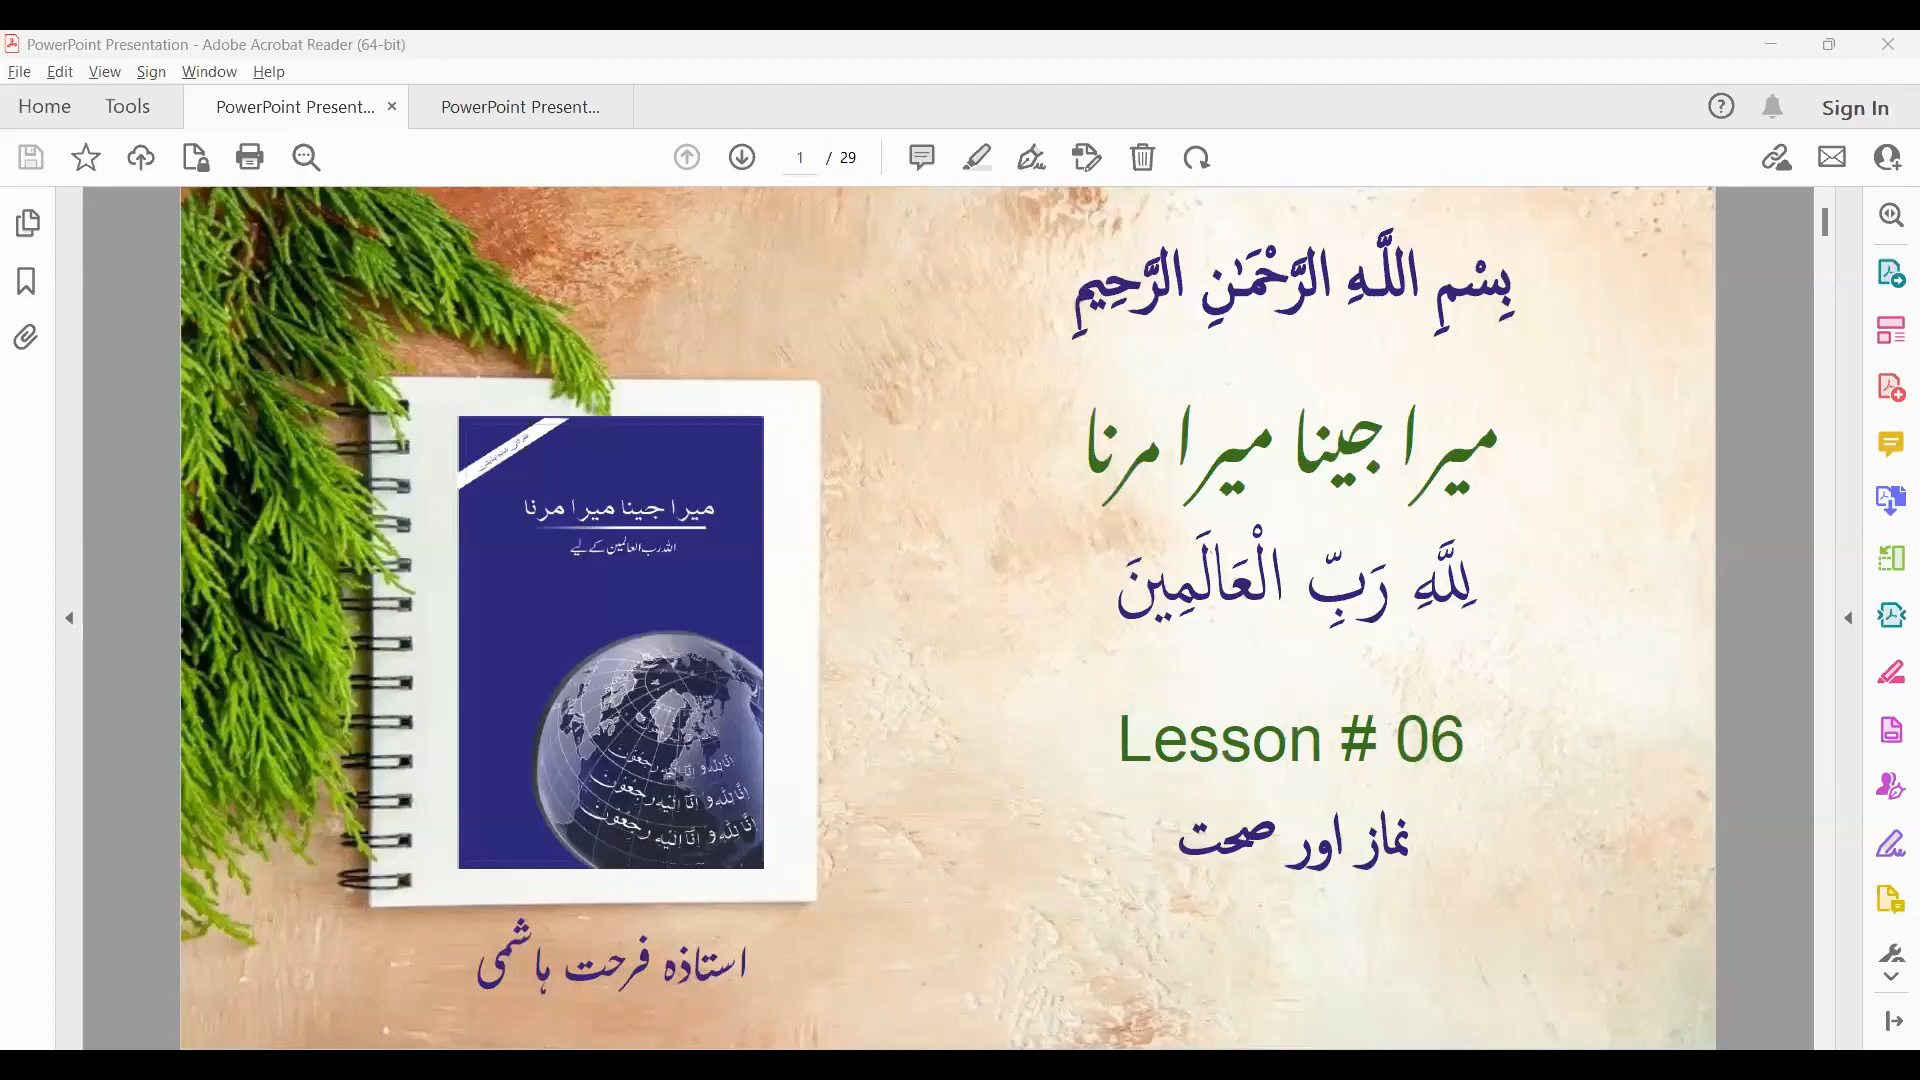 PowerPoint Presentation - Adobe Acrobat Reader (64-bit)
File Edit View Sign Window Help
Home Tools PowerPoint Present... PowerPoint Present... Sign In
1 / 29
بِسْمِ اللَّـهِ الرَّحْمَـٰنِ الرَّحِيمِ
میرا جینا میرا مرنا
لِلَّهِ رَبِّ الْعَالَمِينَ
Lesson # 06
نماز اور صحت
میرا جینا میرا مرنا
اللہ رب العالمین کے لیے
اِنَّا لِلّٰهِ وَ اِنَّاۤ اِلَیْهِ رٰجِعُوْنَ
اِنَّا لِلّٰهِ وَ اِنَّاۤ اِلَیْهِ رٰجِعُوْنَ
اِنَّا لِلّٰهِ وَ اِنَّاۤ اِلَیْهِ رٰجِعُوْنَ
استاذہ فرحت ہاشمی